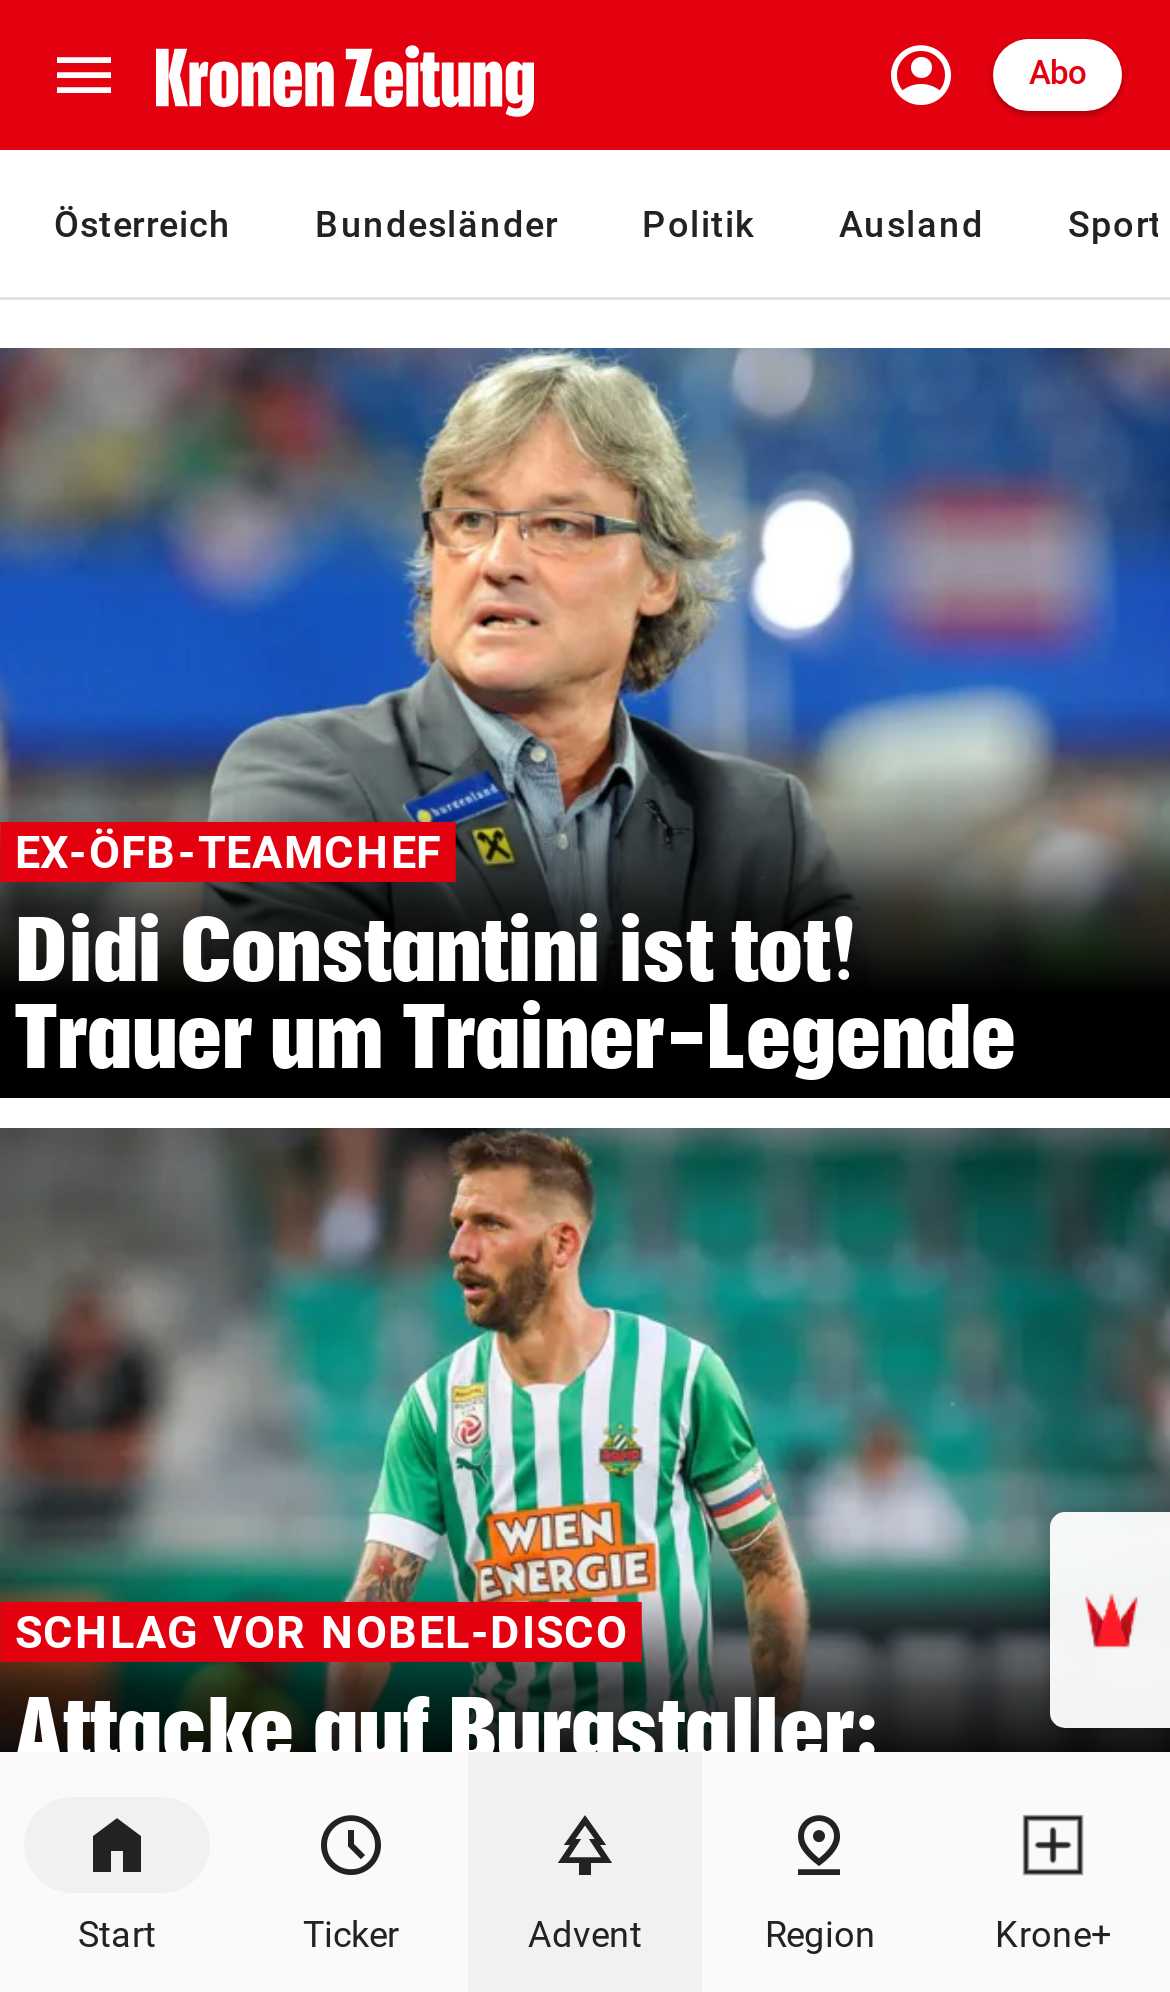 Kronen Zeitung
Abo
Österreich Bundesländer Politik Ausland Sport
burgenland
EX-ÖFB-TEAMCHEF
Didi Constantini ist tot!
Trauer um Trainer-Legende
WIEN
ENERGIE
SCHLAG VOR NOBEL-DISCO
Attacke auf Burgstaller:
Start Ticker Advent Region Krone+